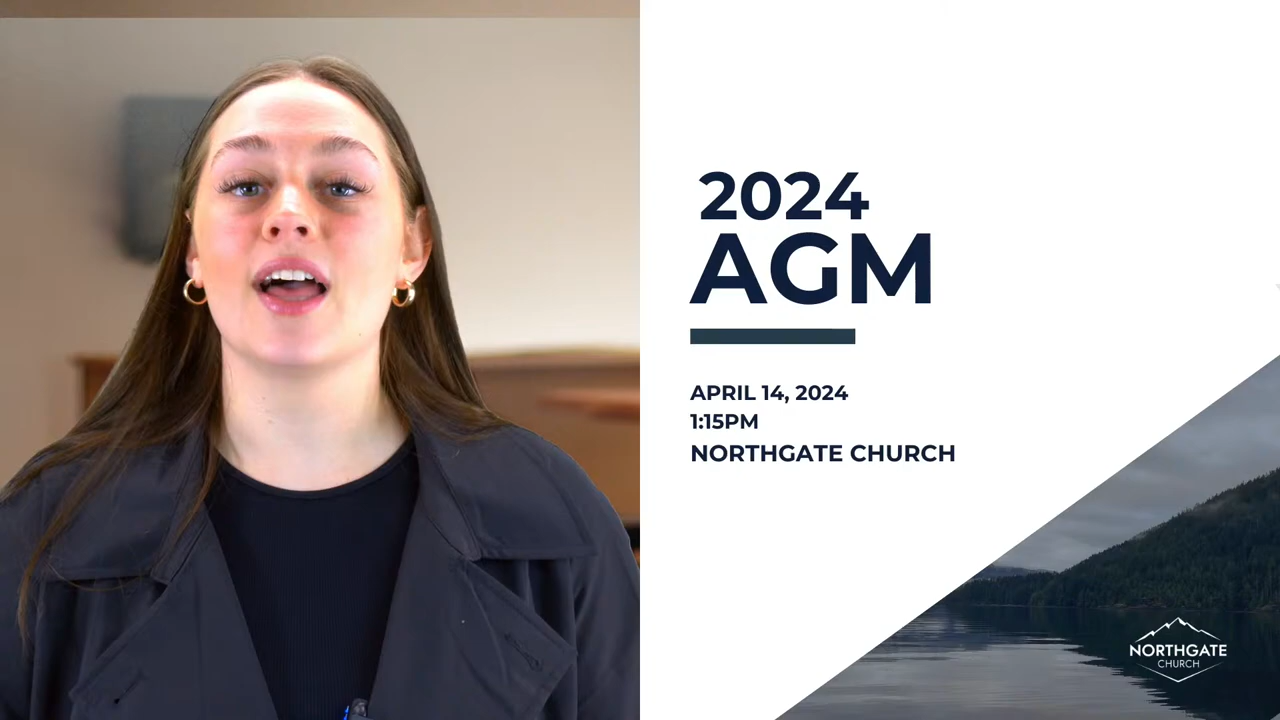 2024
AGM
APRIL 14, 2024
1:15PM
NORTHGATE CHURCH
NORTHGATE
CHURCH